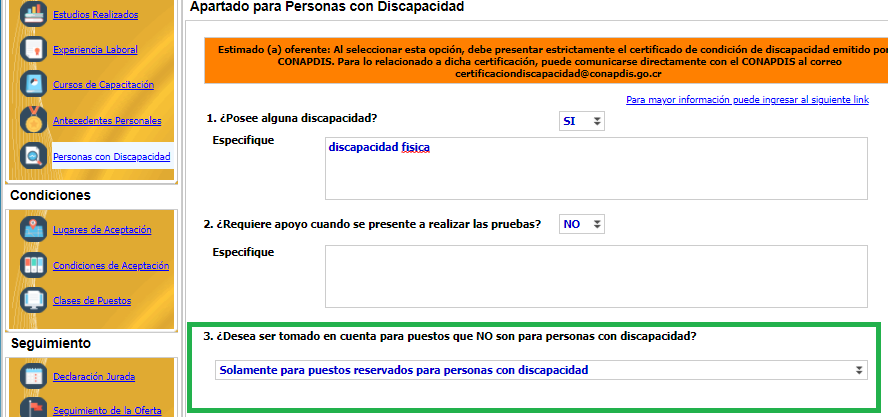 Estudios Realizados
Experiencia Laboral
Cursos de Capacitación
Antecedentes Personales
Personas con Discapacidad
Condiciones
Lugares de Aceptación
Condiciones de Aceptación
Clases de Puestos
Seguimiento
Declaración Jurada
Seguimiento de la Oferta
Apartado para Personas con Discapacidad
Estimado (a) oferente: Al seleccionar esta opción, debe presentar estrictamente el certificado de condición de discapacidad emitido por
CONAPDIS. Para lo relacionado a dicha certificación, puede comunicarse directamente con el CONAPDIS al correo
certificaciondiscapacidad@conapdis.go.cr
Para mayor información puede ingresar al siguiente link
1. ¿Posee alguna discapacidad? SI
Especifique
discapacidad fisica
2. ¿Requiere apoyo cuando se presente a realizar las pruebas? NO
Especifique
3. ¿Desea ser tomado en cuenta para puestos que NO son para personas con discapacidad?
Solamente para puestos reservados para personas con discapacidad